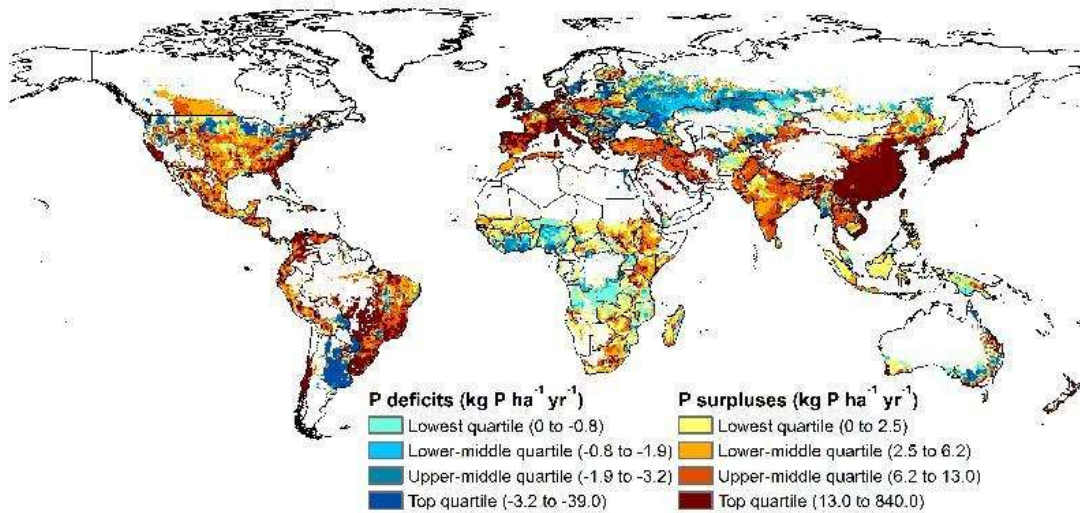 P deficits (kg P ha⁻¹ yr⁻¹)
Lowest quartile (0 to -0.8)
Lower-middle quartile (-0.8 to -1.9)
Upper-middle quartile (-1.9 to -3.2)
Top quartile (-3.2 to -39.0)
P surpluses (kg P ha⁻¹ yr⁻¹)
Lowest quartile (0 to 2.5)
Lower-middle quartile (2.5 to 6.2)
Upper-middle quartile (6.2 to 13.0)
Top quartile (13.0 to 840.0)